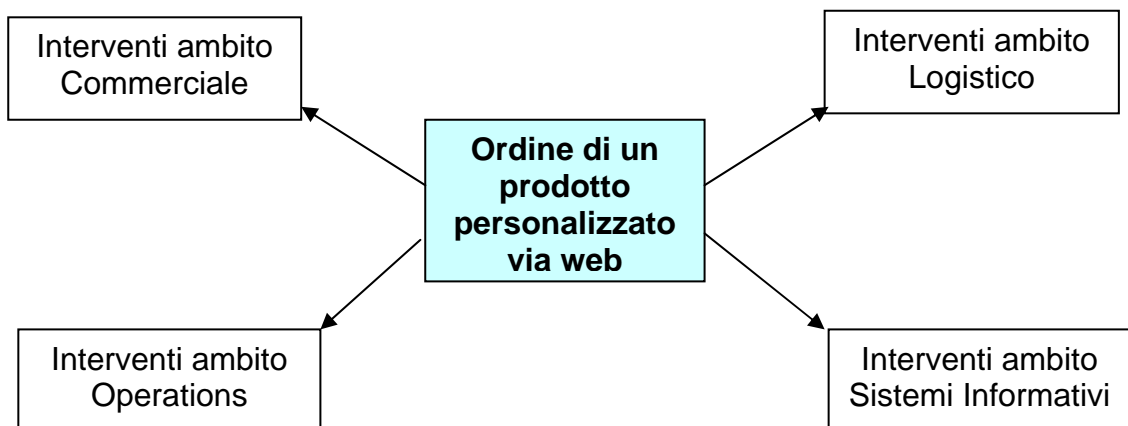 Interventi ambito
Commerciale
Interventi ambito
Logistico
Ordine di un
prodotto
personalizzato
via web
Interventi ambito
Operations
Interventi ambito
Sistemi Informativi